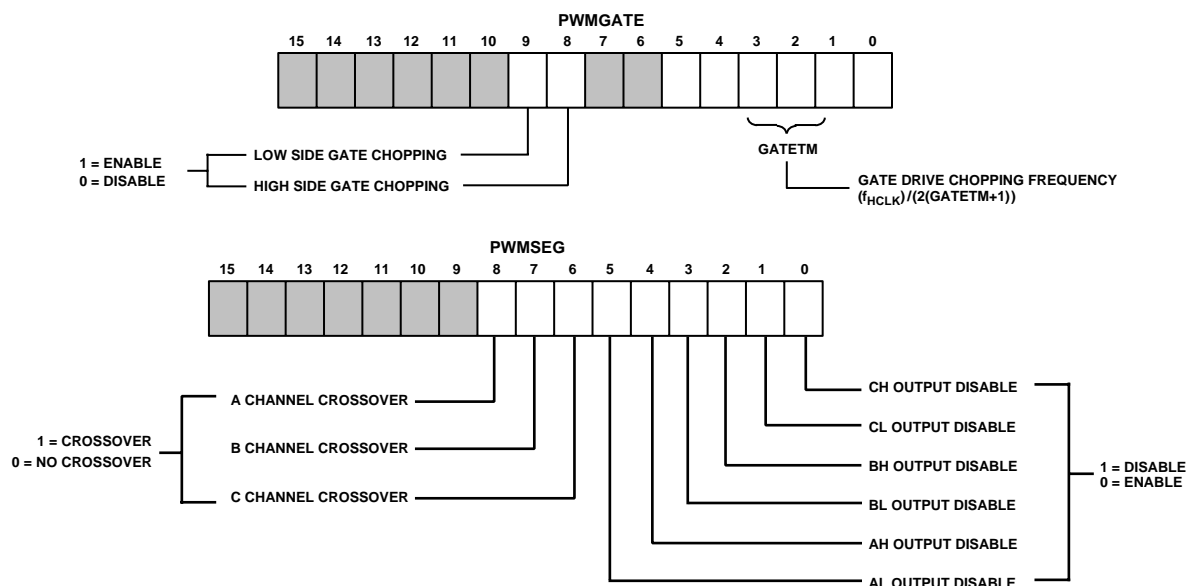 PWMGATE
15 14 13 12 11 10 9 8 7 6 5 4 3 2 1 0
1 = ENABLE
0 = DISABLE
LOW SIDE GATE CHOPPING
HIGH SIDE GATE CHOPPING
GATETM
GATE DRIVE CHOPPING FREQUENCY
(fHCLK)/(2(GATETM+1))
PWMSEG
15 14 13 12 11 10 9 8 7 6 5 4 3 2 1 0
1 = CROSSOVER
0 = NO CROSSOVER
A CHANNEL CROSSOVER
B CHANNEL CROSSOVER
C CHANNEL CROSSOVER
CH OUTPUT DISABLE
CL OUTPUT DISABLE
BH OUTPUT DISABLE
BL OUTPUT DISABLE
AH OUTPUT DISABLE
AL OUTPUT DISABLE
1 = DISABLE
0 = ENABLE